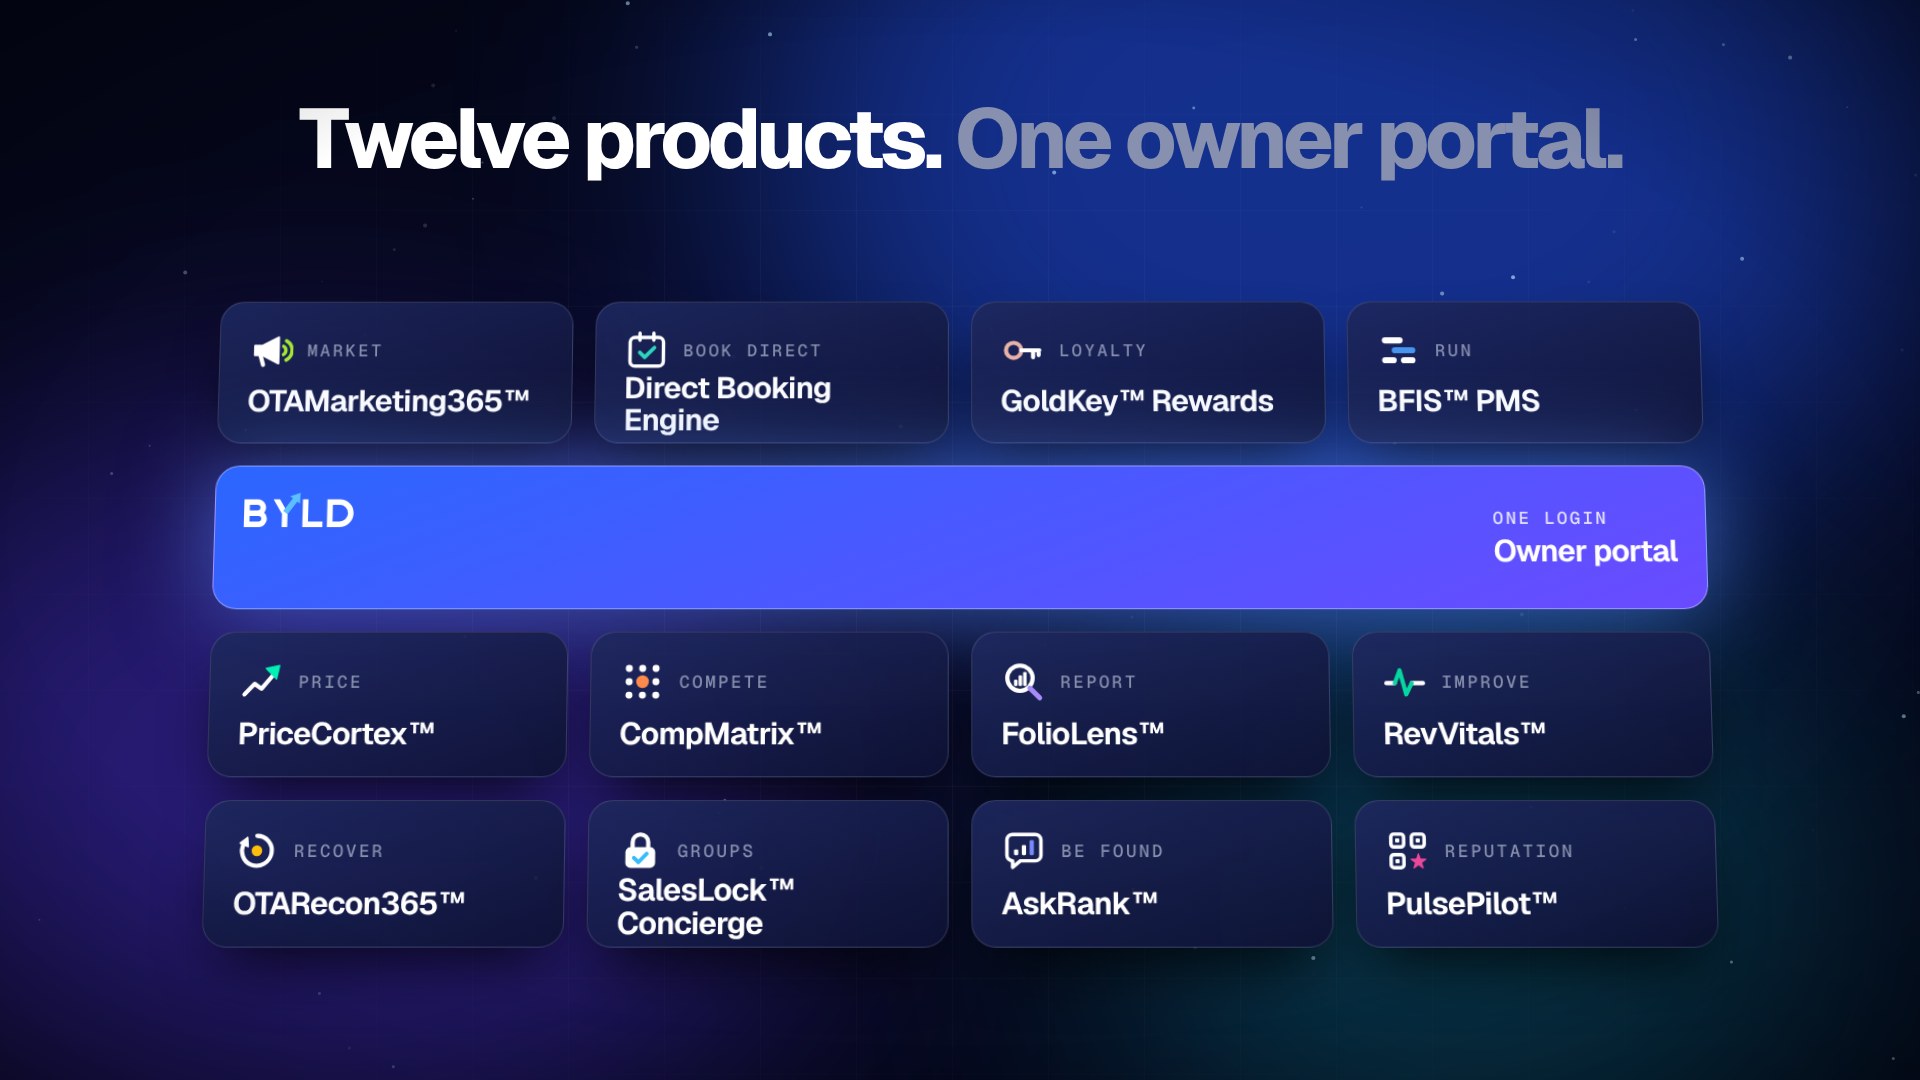 Twelve products. One owner portal.
MARKET
OTAMarketing365™
BOOK DIRECT
Direct Booking
Engine
LOYALTY
GoldKey™ Rewards
RUN
BFIS™ PMS
BYLD
ONE LOGIN
Owner portal
PRICE
PriceCortex™
COMPETE
CompMatrix™
REPORT
FolioLens™
IMPROVE
RevVitals™
RECOVER
OTARecon365™
GROUPS
SalesLock™
Concierge
BE FOUND
AskRank™
REPUTATION
PulsePilot™